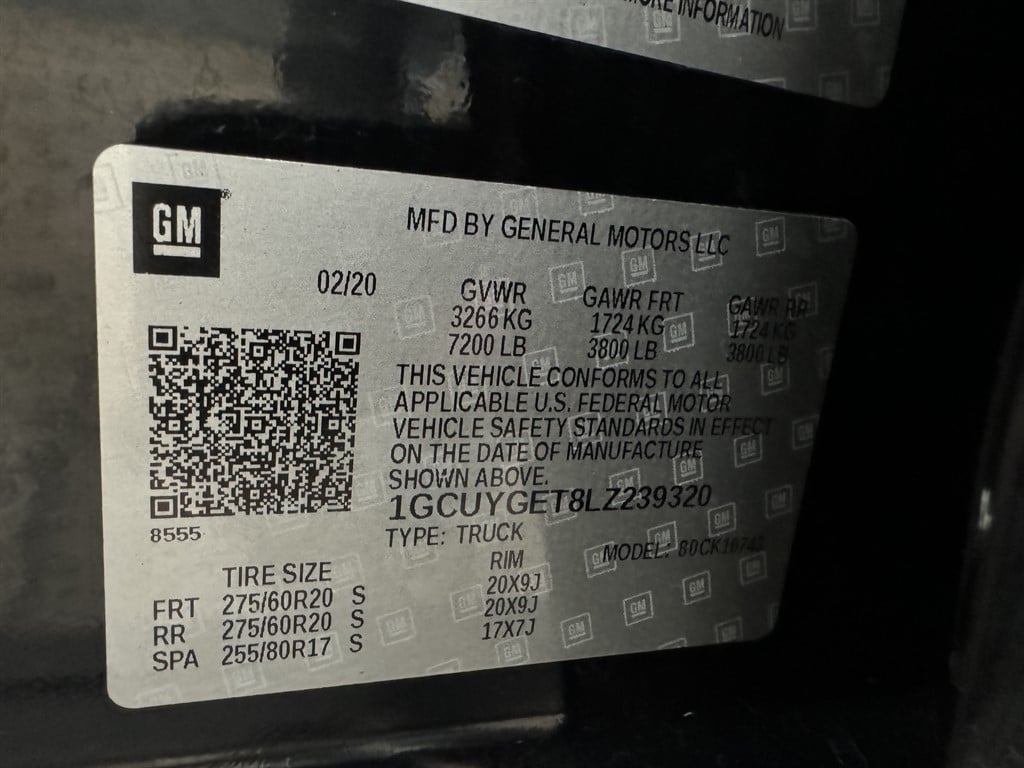 MORE INFORMATION
GM
MFD BY GENERAL MOTORS LLC
02/20
GVWR GAWR FRT GAWR RR
3266 KG 1724 KG 1724 KG
7200 LB 3800 LB 3800 LB
THIS VEHICLE CONFORMS TO ALL
APPLICABLE U.S. FEDERAL MOTOR
VEHICLE SAFETY STANDARDS IN EFFECT
ON THE DATE OF MANUFACTURE
SHOWN ABOVE.
1GCUYGET8LZ239320
8555
TYPE: TRUCK
MODEL:
TIRE SIZE RIM
FRT 275/60R20 S 20X9J
RR 275/60R20 S 20X9J
SPA 255/80R17 S 17X7J